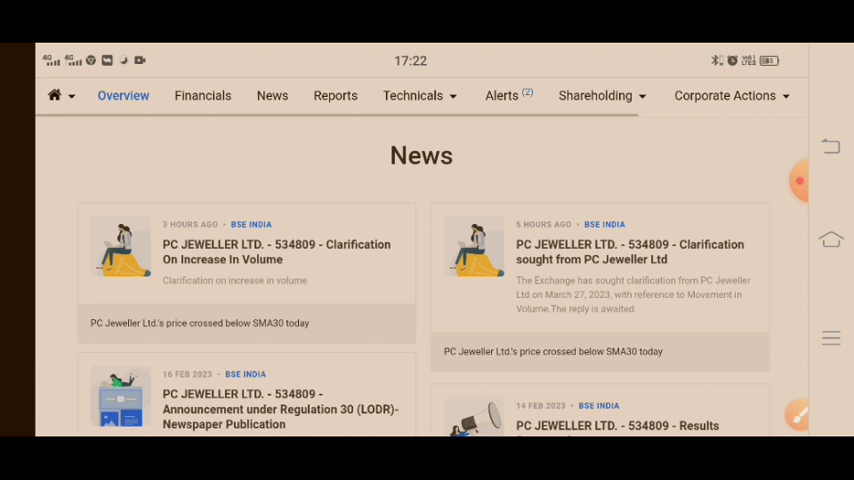 4G 4G 17:22
Overview Financials News Reports Technicals Alerts (2) Shareholding Corporate Actions
News
3 HOURS AGO • BSE INDIA
PC JEWELLER LTD. - 534809 - Clarification
On Increase In Volume
Clarification on increase in volume
PC Jeweller Ltd.'s price crossed below SMA30 today
5 HOURS AGO • BSE INDIA
PC JEWELLER LTD. - 534809 - Clarification
sought from PC Jeweller Ltd
The Exchange has sought clarification from PC Jeweller
Ltd on March 27, 2023, with reference to Movement in
Volume.The reply is awaited.
PC Jeweller Ltd.'s price crossed below SMA30 today
16 FEB 2023 • BSE INDIA
PC JEWELLER LTD. - 534809 -
Announcement under Regulation 30 (LODR)-
Newspaper Publication
14 FEB 2023 • BSE INDIA
PC JEWELLER LTD. - 534809 - Results